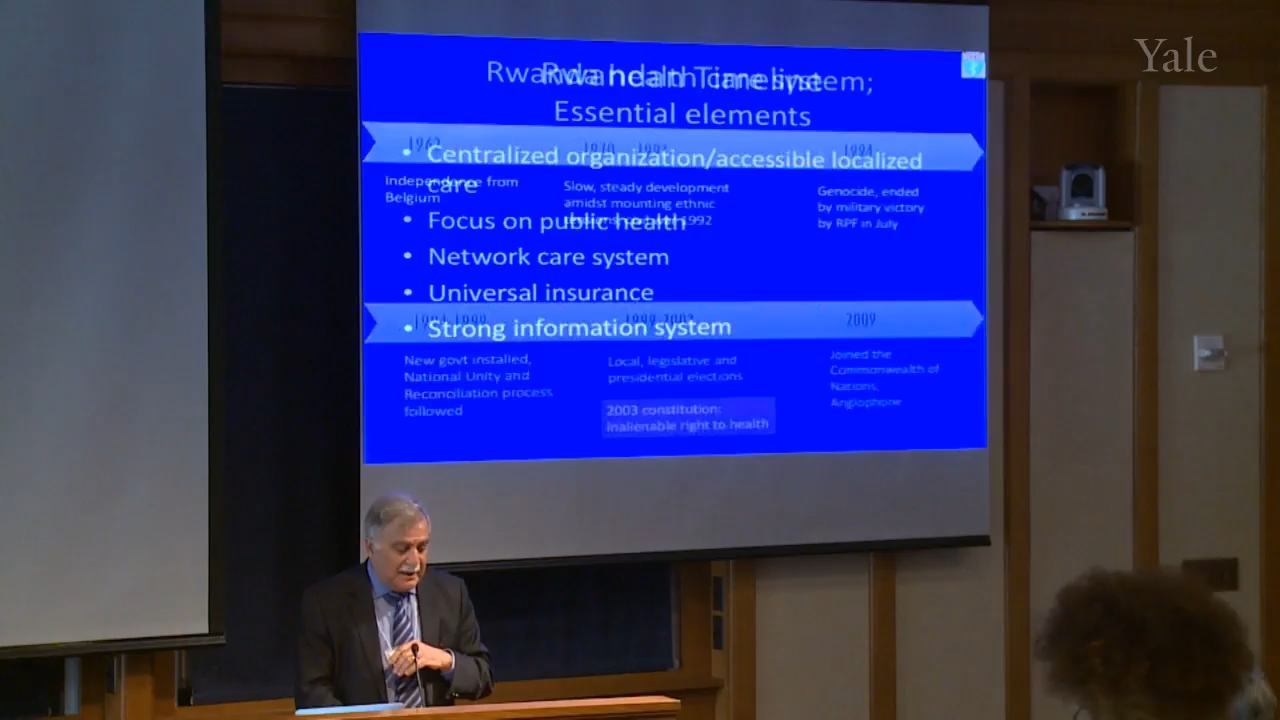 Yale
Rwanda health care system;
Rwanda Timeline
Essential elements
1962
1994
• Centralized organization/accessible localized
care
Independence from
Belgium
Slow, steady development
amidst mounting ethnic
1992
Genocide, ended
by military victory
by RPF in July
• Focus on public health
• Network care system
• Universal insurance
• Strong information system
2009
New govt installed,
National Unity and
Reconciliation process
followed
Local, legislative and
presidential elections
2003 constitution:
Inalienable right to health
Joined the
Commonwealth of
Nations,
Anglophone